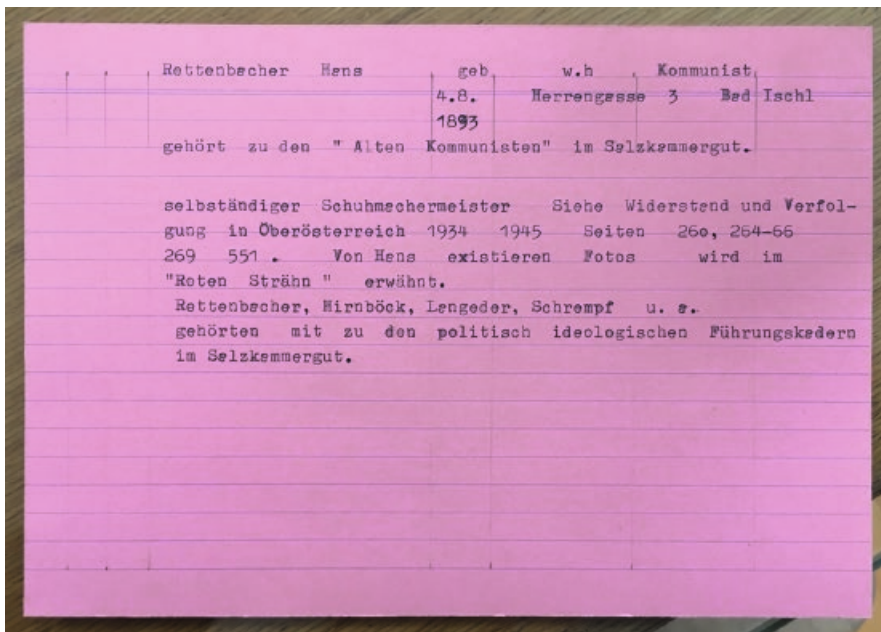 Rettenbacher Hans geb. w.h. Kommunist,
4.8. Herrengasse 3 Bad Ischl
1893
gehört zu den " Alten Kommunisten" im Salzkammergut.
selbständiger Schuhmachermeister Siehe Widerstand und Verfol-
gung in Österösterreich 1934 1945 Seiten 26o, 264-66
269 551 . Von Hans existieren Fotos wird im
"Roten Strähn " erwähnt.
Rettenbacher, Hirnböck, Langeder, Schrempf u. a.
gehörten mit zu den politisch ideologischen Führungskadern
im Salzkammergut.